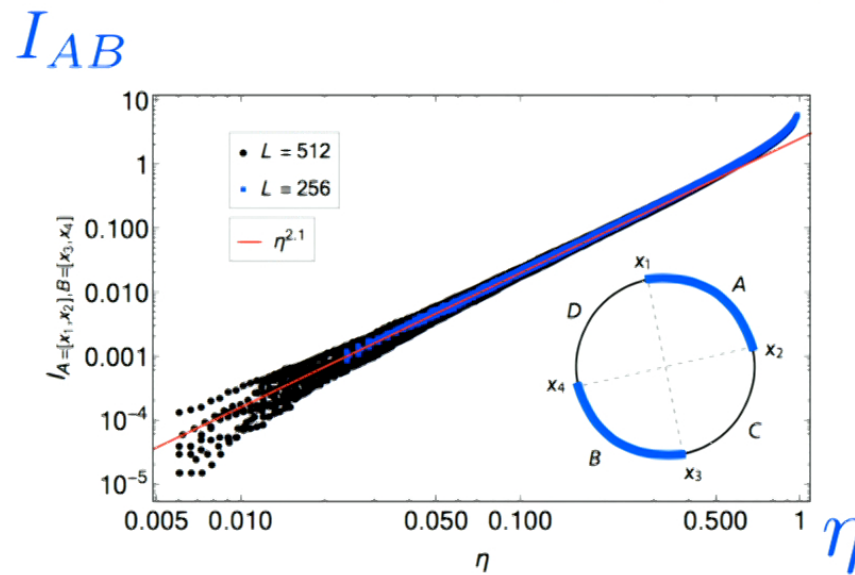 I_{AB}
10
1
0.100
0.010
0.001
10^{-4}
10^{-5}
I_{A=[x_1,x_2],B=[x_3,x_4]}
L = 512
L = 256
η^{2.1}
x_1
A
D
x_2
x_4
C
B
x_3
0.005 0.010 0.050 0.100 0.500 1
η
η